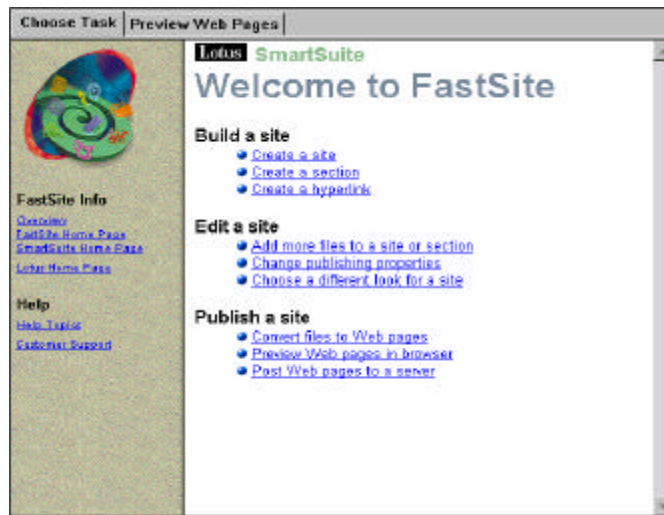 Choose Task
Preview Web Pages
FastSite Info
Overview
FastSite Home Page
SmartSuite Home Page
Lotus Home Page
Help
Help Topics
Customer Support
Lotus SmartSuite
Welcome to FastSite
Build a site
Create a site
Create a section
Create a hyperlink
Edit a site
Add more files to a site or section
Change publishing properties
Choose a different look for a site
Publish a site
Convert files to Web pages
Preview Web pages in browser
Post Web pages to a server